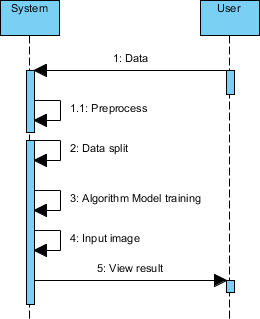 System
User
1: Data
1.1: Preprocess
2: Data split
3: Algorithm Model training
4: Input image
5: View result